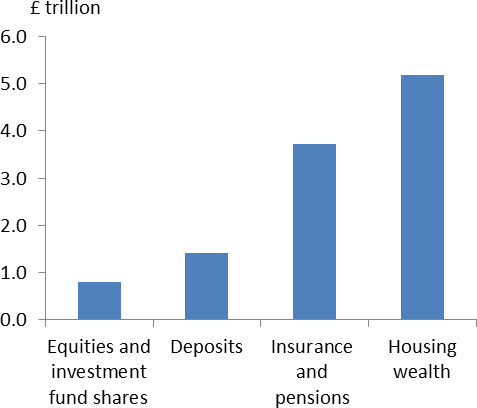 £ trillion
6.0
5.0
4.0
3.0
2.0
1.0
0.0
Equities and
investment
fund shares
Deposits
Insurance
and
pensions
Housing
wealth